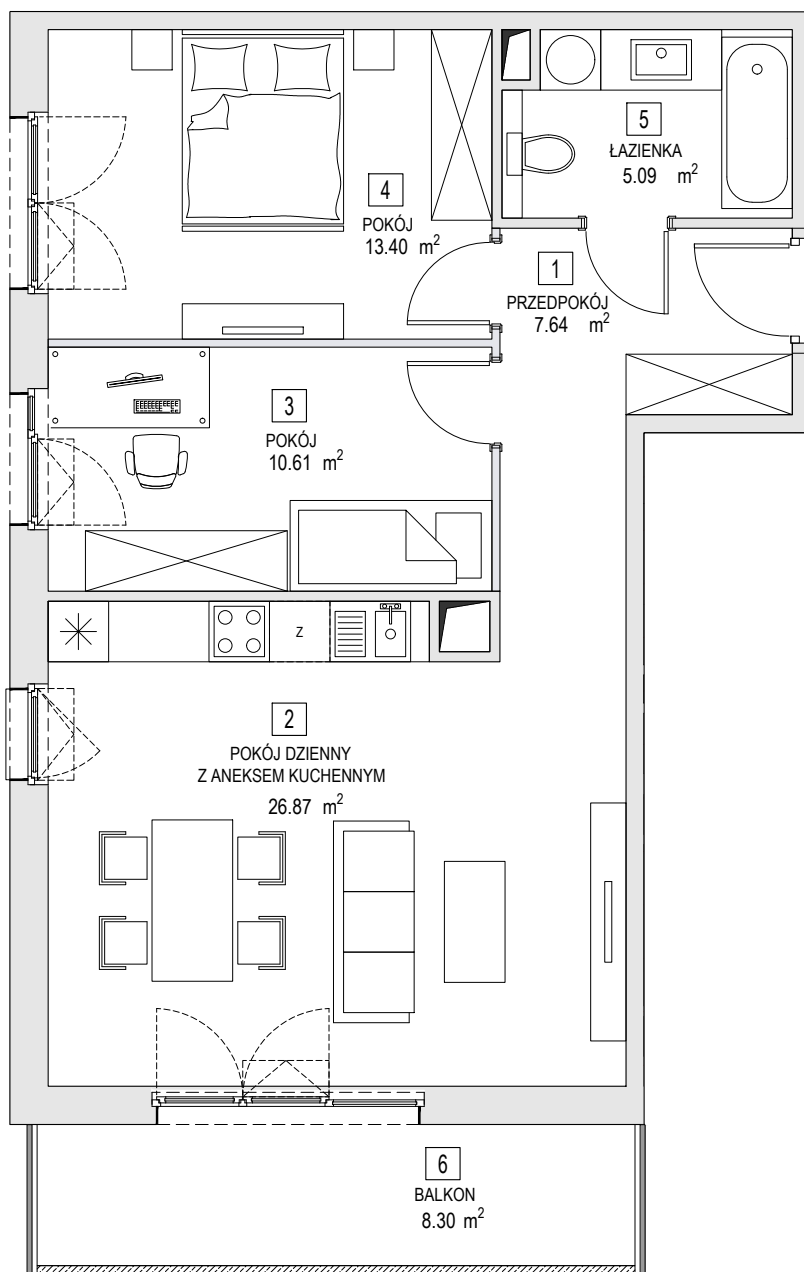 5
ŁAZIENKA
5.09 m²
4
POKÓJ
13.40 m²
1
PRZEDPOKÓJ
7.64 m²
3
POKÓJ
10.61 m²
Z
2
POKÓJ DZIENNY
Z ANEKSEM KUCHENNYM
26.87 m²
6
BALKON
8.30 m²